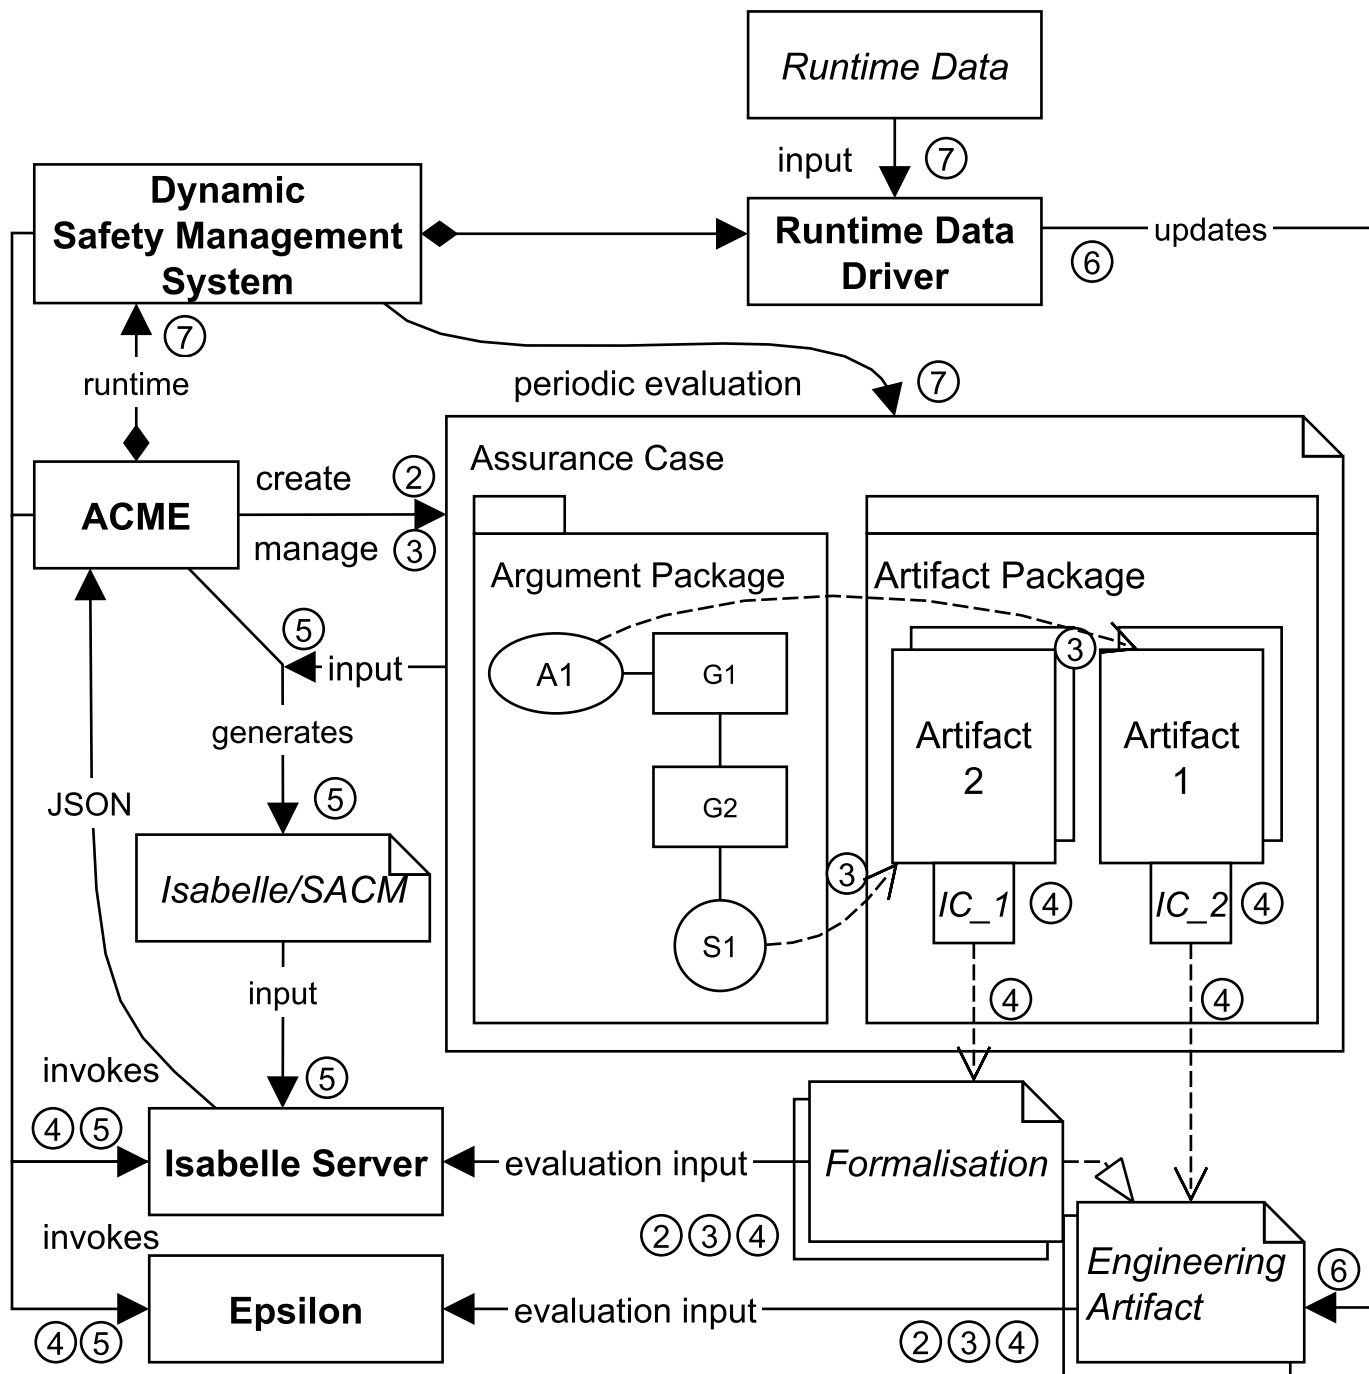 Runtime Data
input
7
Dynamic
Safety Management
System
Runtime Data
Driver
updates
6
7
runtime
periodic evaluation
7
Assurance Case
ACME
create
2
manage
3
Argument Package
Artifact Package
5
input
A1
G1
3
generates
Artifact
2
Artifact
1
JSON
5
G2
Isabelle/SACM
3
IC_1
4
IC_2
4
S1
input
4
4
invokes
5
4 5
Isabelle Server
evaluation input
Formalisation
2 3 4
invokes
Engineering
Artifact
6
Epsilon
evaluation input
4 5
2 3 4